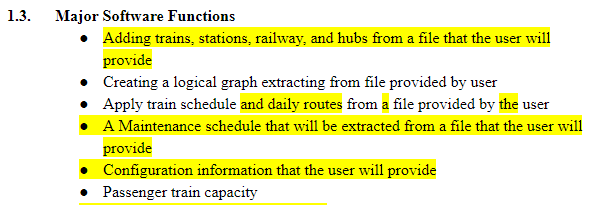 1.3. Major Software Functions
● Adding trains, stations, railway, and hubs from a file that the user will
provide
● Creating a logical graph extracting from file provided by user
● Apply train schedule and daily routes from a file provided by the user
● A Maintenance schedule that will be extracted from a file that the user will
provide
● Configuration information that the user will provide
● Passenger train capacity